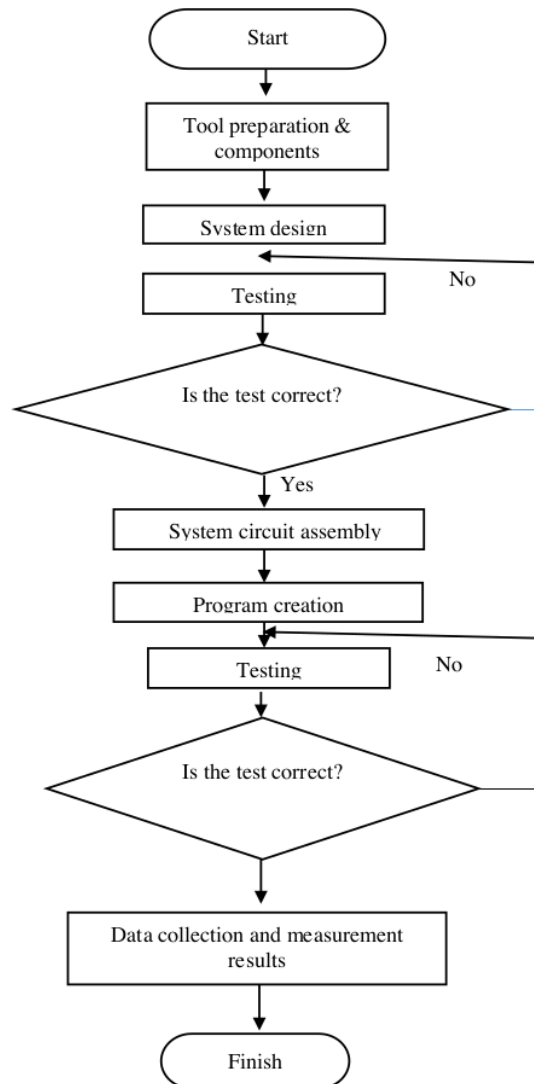 Start
Tool preparation &
components
System design
No
Testing
Is the test correct?
Yes
System circuit assembly
Program creation
No
Testing
Is the test correct?
Data collection and measurement
results
Finish